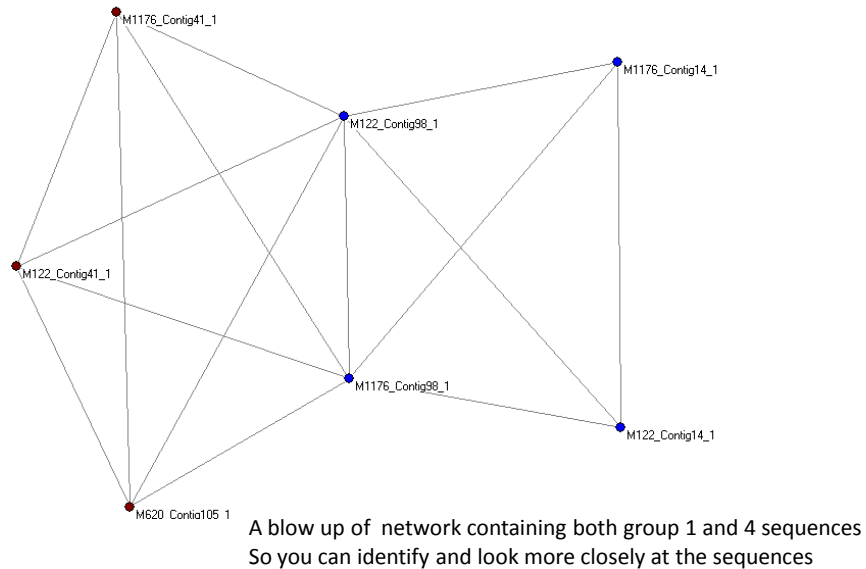 M1176_Contig41_1
M1176_Contig14_1
M122_Contig98_1
M122_Contig41_1
M1176_Contig98_1
M122_Contig14_1
M620_Contig105_1
A blow up of network containing both group 1 and 4 sequences
So you can identify and look more closely at the sequences